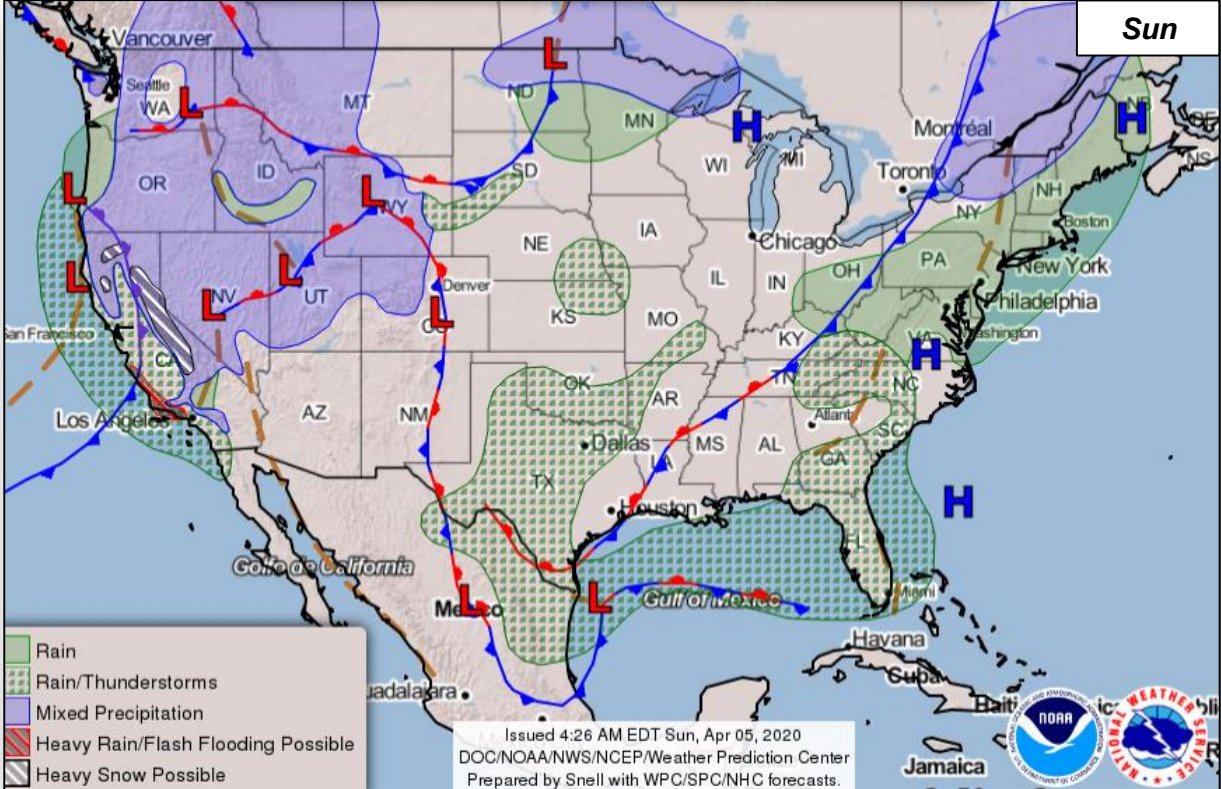 Sun
Vancouver
Seattle
WA
MT
ND
MN
Montréal
NB
PE
NS
OR
ID
SD
WI
MI
Toronto
NH
WY
NY
Boston
NE
IA
Chicago
PA
New York
OH
Denver
IL
IN
NV
UT
Philadelphia
San Francisco
CO
KS
MO
KY
VA
Washington
CA
OK
TN
NC
Los Angeles
AZ
NM
AR
Atlanta
SC
Dallas
MS
AL
GA
LA
TX
Houston
FL
Golfo de California
Mexico
Gulf of Mexico
Miami
Havana
Cuba
uadalajara
Jamaica
L
L
L
L
L
L
L
L
L
L
H
H
H
H
Rain
Rain/Thunderstorms
Mixed Precipitation
Heavy Rain/Flash Flooding Possible
Heavy Snow Possible
Issued 4:26 AM EDT Sun, Apr 05, 2020
DOC/NOAA/NWS/NCEP/Weather Prediction Center
Prepared by Snell with WPC/SPC/NHC forecasts.
NOAA
NATIONAL WEATHER SERVICE